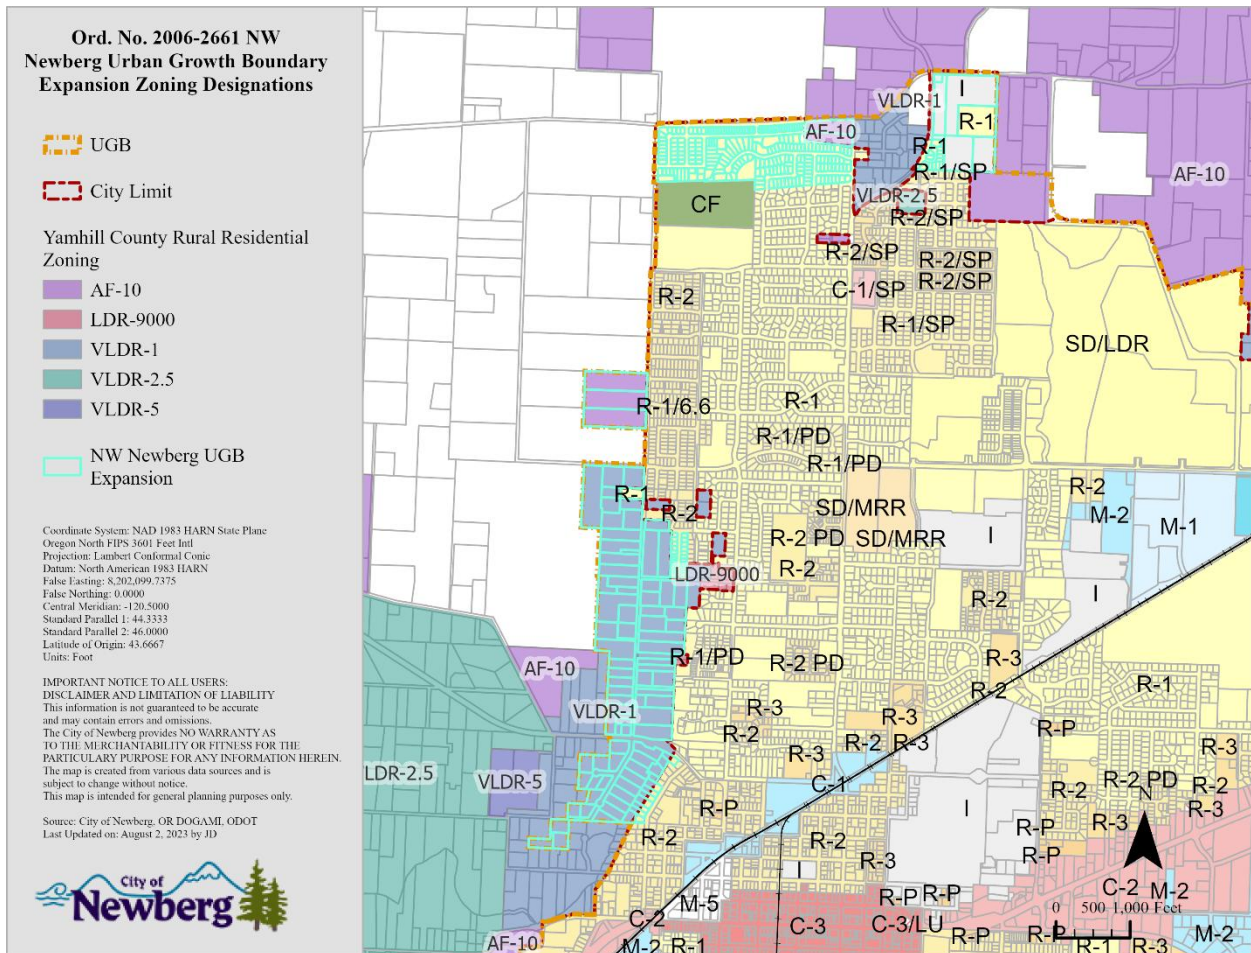 Ord. No. 2006-2661 NW
Newberg Urban Growth Boundary
Expansion Zoning Designations
UGB
City Limit
Yamhill County Rural Residential
Zoning
AF-10
LDR-9000
VLDR-1
VLDR-2.5
VLDR-5
NW Newberg UGB
Expansion
Coordinate System: NAD 1983 HARN State Plane
Oregon North FIPS 3601 Feet Intl
Projection: Lambert Conformal Conic
Datum: North American 1983 HARN
False Easting: 8,202,099.7375
False Northing: 0.0000
Central Meridian: -120.5000
Standard Parallel 1: 44.3333
Standard Parallel 2: 46.0000
Latitude of Origin: 43.6667
Units: Foot
IMPORTANT NOTICE TO ALL USERS:
DISCLAIMER AND LIMITATION OF LIABILITY
This information is not guaranteed to be accurate
and may contain errors and omissions.
The City of Newberg provides NO WARRANTY AS
TO THE MERCHANTABILITY OR FITNESS FOR THE
PARTICULARY PURPOSE FOR ANY INFORMATION HEREIN.
The map is created from various data sources and is
subject to change without notice.
This map is intended for general planning purposes only.
Source: City of Newberg, OR DOGAMI, ODOT
Last Updated on: August 2, 2023 by JD
City of
Newberg
VLDR-1
I
R-1
AF-10
R-1
R-1/SP
AF-10
CF
VLDR-2.5
R-2/SP
R-2/SP
R-2/SP
R-2/SP
R-2
C-1/SP
R-1/SP
SD/LDR
R-1/6.6
R-1
R-1/PD
R-1/PD
R-1
R-2
SD/MRR
R-2
R-2 PD
SD/MRR
I
M-2
M-1
LDR-9000
R-2
R-2
I
R-1/PD
R-2 PD
R-3
R-2
R-1
AF-10
VLDR-1
R-3
R-2
R-3
R-2
R-3
R-P
R-3
LDR-2.5
VLDR-5
R-3
C-1
R-2
R-2 PD
R-2
R-P
I
R-3
R-3
R-2
R-2
R-P
R-P
N
R-3
I
M-5
R-P
R-P
C-2
M-2
C-2
C-3
C-3/LU
R-P
0 500 1,000 Feet
AF-10
M-2
R-1
R-P
R-P
R-1
R-3
M-2